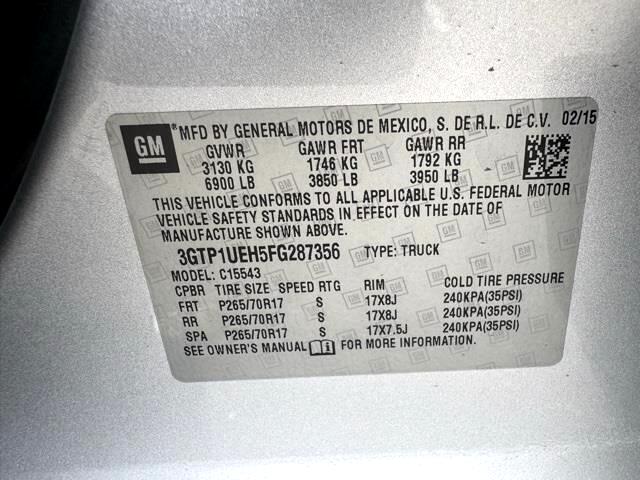 GM ® MFD BY GENERAL MOTORS DE MEXICO, S. DE R.L. DE C.V. 02/15
GVWR GAWR FRT GAWR RR
3130 KG 1746 KG 1792 KG
6900 LB 3850 LB 3950 LB
THIS VEHICLE CONFORMS TO ALL APPLICABLE U.S. FEDERAL MOTOR
VEHICLE SAFETY STANDARDS IN EFFECT ON THE DATE OF
MANUFACTURE SHOWN ABOVE.
3GTP1UEH5FG287356 TYPE: TRUCK
MODEL: C15543
CPBR TIRE SIZE SPEED RTG RIM COLD TIRE PRESSURE
FRT P265/70R17 S 17X8J 240KPA(35PSI)
RR P265/70R17 S 17X8J 240KPA(35PSI)
SPA P265/70R17 S 17X7.5J 240KPA(35PSI)
SEE OWNER'S MANUAL FOR MORE INFORMATION.